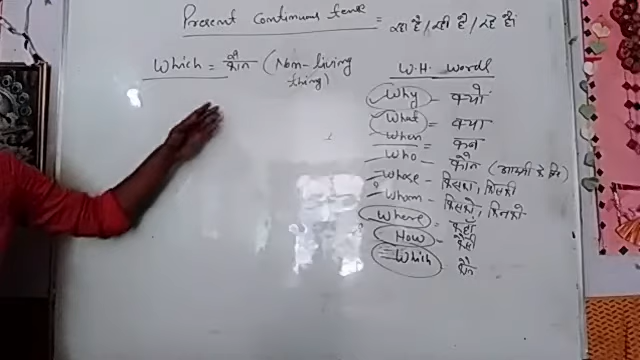 Present Continuous tense = रहा है / रही है / रहे हैं
Which = कौन (Non-living thing)
W.H. Words
Why - क्यों
What = क्या
When = कब
Who - कौन (आदमी के लिए)
Whose - किसका, किसकी
Whom - किसको, किनको
Where = कहाँ
How - कैसे
Which - कौन